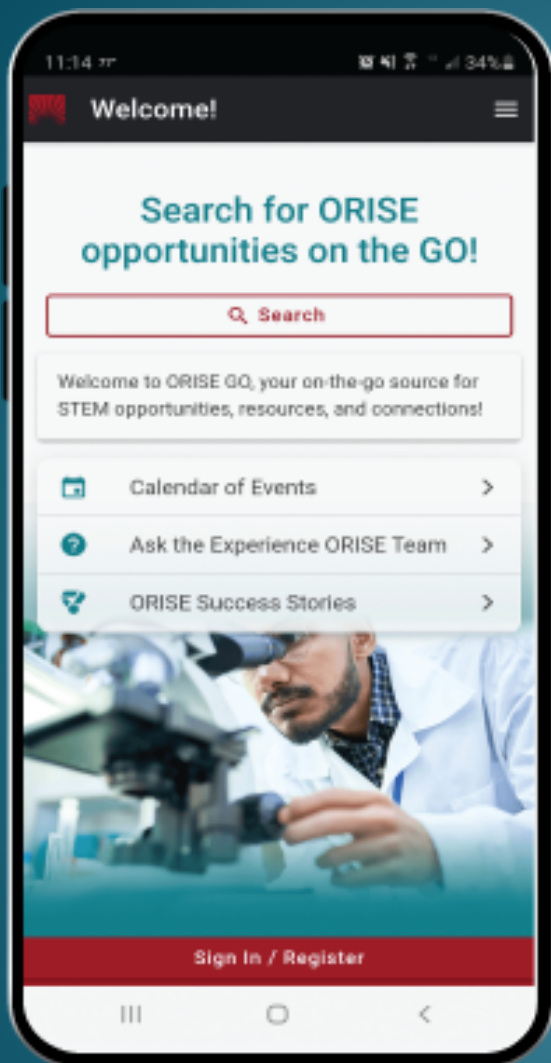 11:14 77°
34%
Welcome!
Search for ORISE
opportunities on the GO!
Search
Welcome to ORISE GO, your on-the-go source for
STEM opportunities, resources, and connections!
Calendar of Events
Ask the Experience ORISE Team
ORISE Success Stories
Sign In / Register